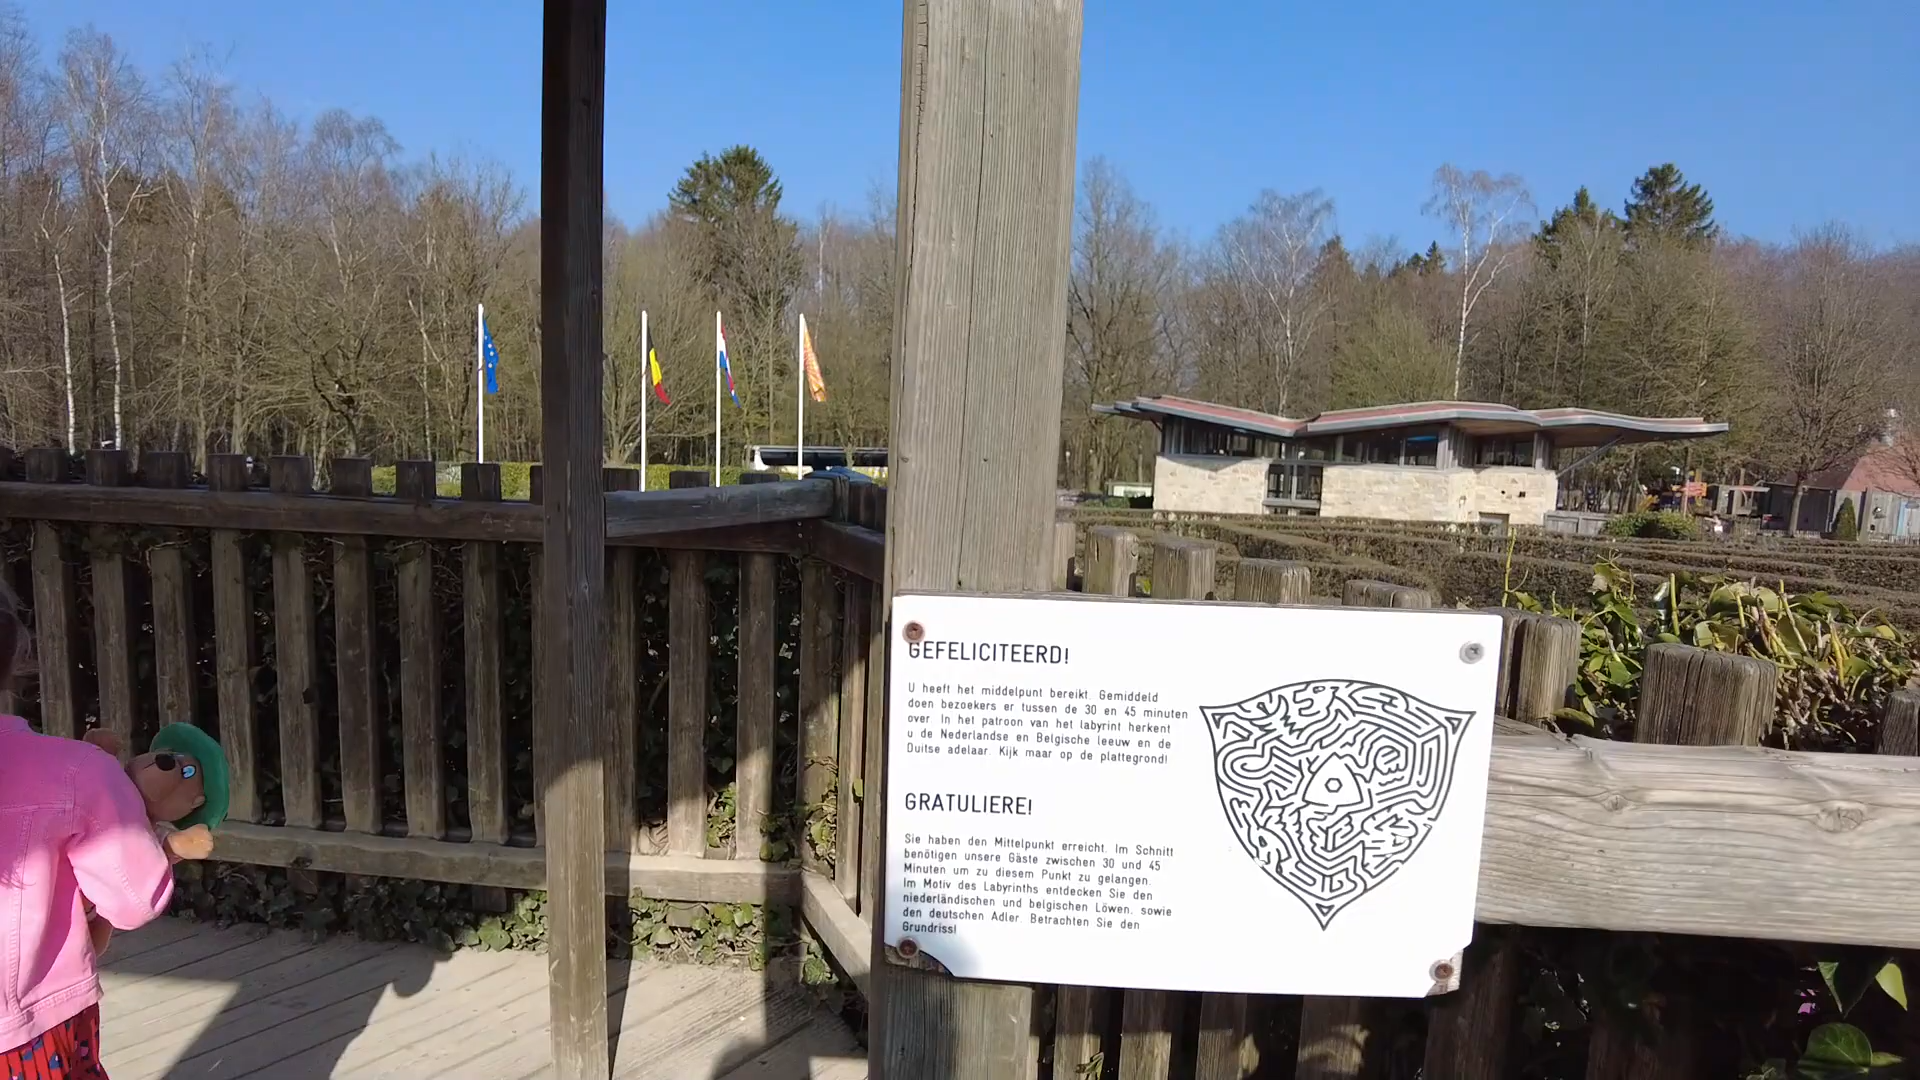 GEFELICITEERD!
U heeft het middelpunt bereikt. Gemiddeld
doen bezoekers er tussen de 30 en 45 minuten
over. In het patroon van het labyrint herkent
u de Nederlandse en Belgische leeuw en de
Duitse adelaar. Kijk maar op de plattegrond!
GRATULIERE!
Sie haben den Mittelpunkt erreicht. Im Schnitt
benötigen unsere Gäste zwischen 30 und 45
Minuten um zu diesem Punkt zu gelangen.
Im Motiv des Labyrinths entdecken Sie den
niederländischen und belgischen Löwen, sowie
den deutschen Adler. Betrachten Sie den
Grundriss!